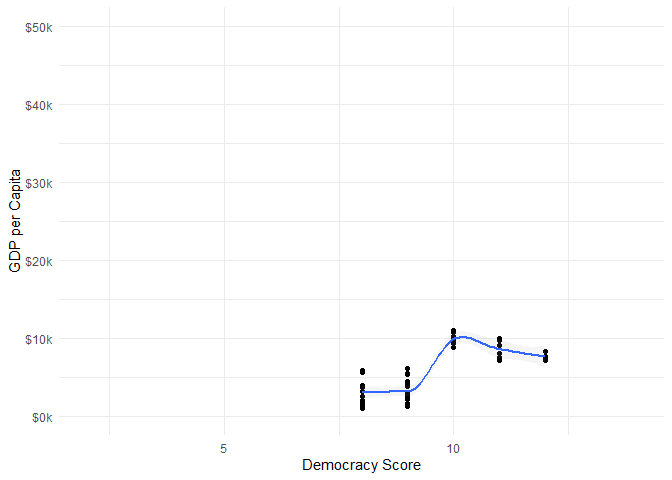 $50k
$40k
$30k
$20k
$10k
$0k
GDP per Capita
5 10
Democracy Score